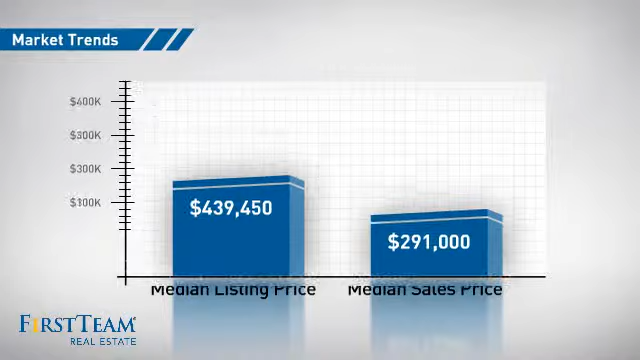 Market Trends
$400K
$300K
$300K
$100K
$439,450
$291,000
Median Listing Price
Median Sales Price
FIRSTTEAM®
REAL ESTATE